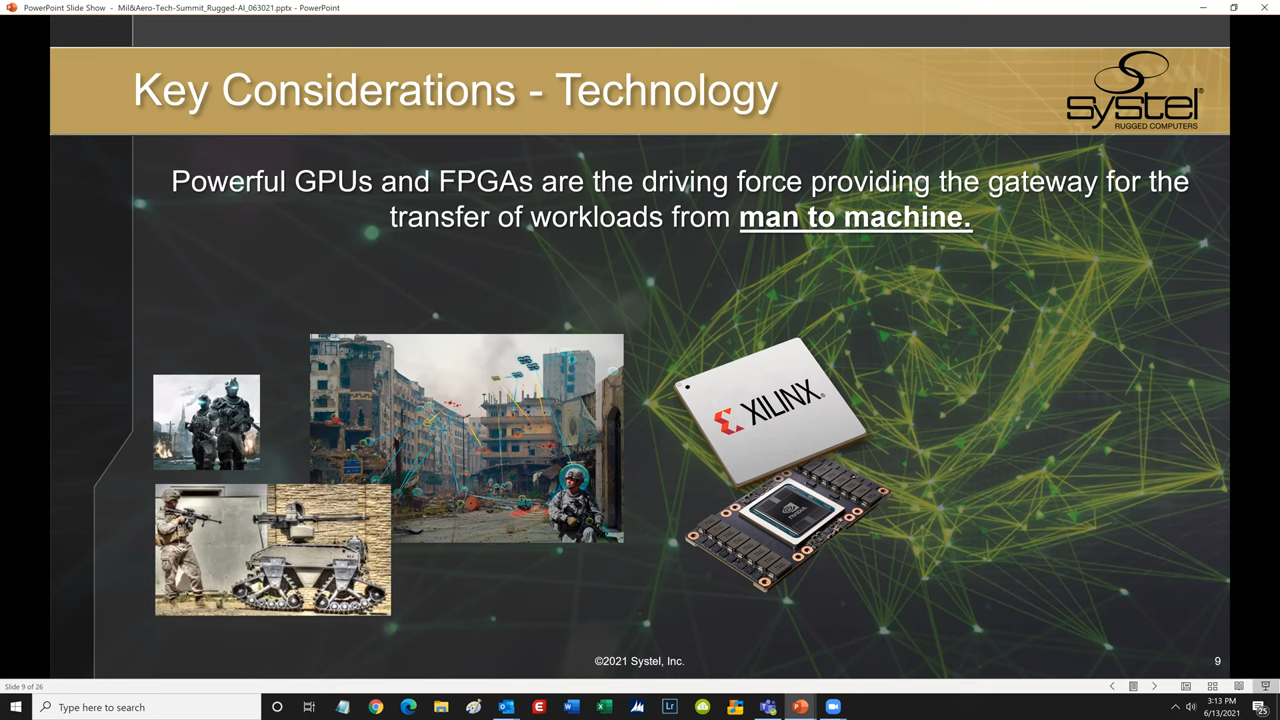 PowerPoint Slide Show - Mil&Aero-Tech-Summit_Rugged-AI_063021.pptx - PowerPoint
Key Considerations - Technology
systel®
RUGGED COMPUTERS
Powerful GPUs and FPGAs are the driving force providing the gateway for the
transfer of workloads from man to machine.
XILINX®
NVIDIA
©2021 Systel, Inc.
9
Slide 9 of 26
Type here to search
3:13 PM
6/13/2021
25